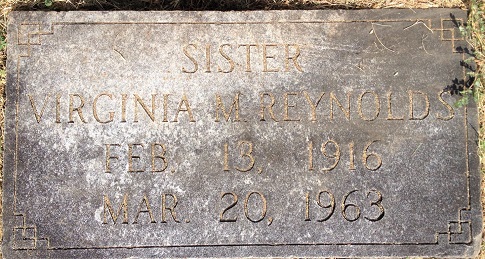 SISTER
VIRGINIA M. REYNOLDS
FEB. 13, 1916
MAR. 20, 1963